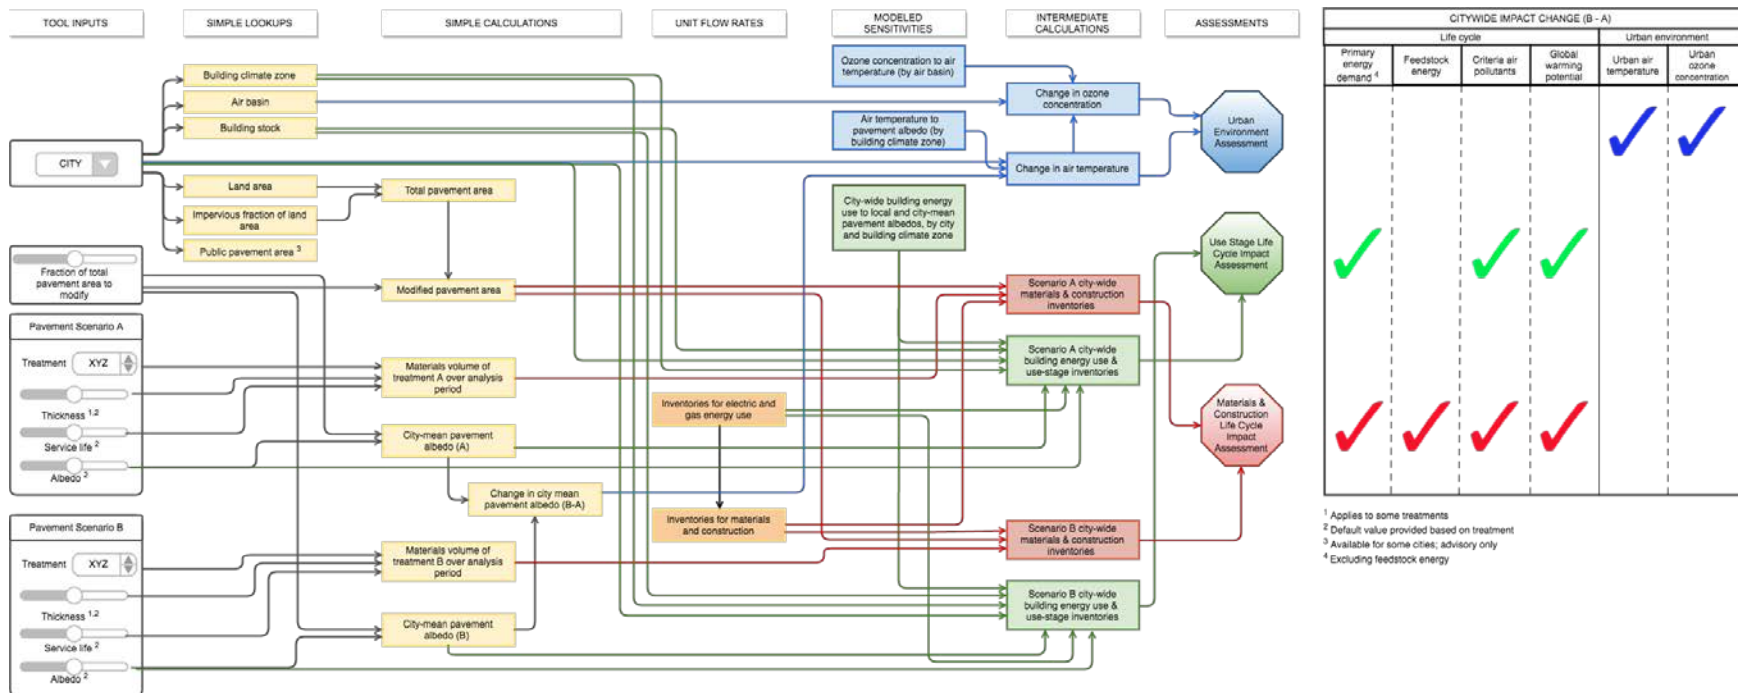 TOOL INPUTS
SIMPLE LOOKUPS
SIMPLE CALCULATIONS
UNIT FLOW RATES
MODELED
SENSITIVITIES
INTERMEDIATE
CALCULATIONS
ASSESSMENTS
CITY
Fraction of total
pavement area to
modify
Pavement Scenario A
Treatment
XYZ
Thickness 1,2
Service life 2
Albedo 2
Pavement Scenario B
Treatment
XYZ
Thickness 1,2
Service life 2
Albedo 2
Building climate zone
Air basin
Building stock
Land area
Impervious fraction of land
area
Public pavement area 3
Total pavement area
Modified pavement area
Materials volume of
treatment A over analysis
period
City-mean pavement
albedo (A)
Change in city mean
pavement albedo (B-A)
Materials volume of
treatment B over analysis
period
City-mean pavement
albedo (B)
Inventories for electric and
gas energy use
Inventories for materials
and construction
Ozone concentration to air
temperature (by air basin)
Air temperature to
pavement albedo (by
building climate zone)
City-wide building energy
use to local and city-mean
pavement albedos, by city
and building climate zone
Change in ozone
concentration
Change in air temperature
Scenario A city-wide
materials & construction
inventories
Scenario A city-wide
building energy use &
use-stage inventories
Scenario B city-wide
materials & construction
inventories
Scenario B city-wide
building energy use &
use-stage inventories
Urban
Environment
Assessment
Use Stage Life
Cycle Impact
Assessment
Materials &
Construction
Life Cycle
Impact
Assessment
CITYWIDE IMPACT CHANGE (B - A)
Life cycle
Urban environment
Primary
energy
demand 4
Feedstock
energy
Criteria air
pollutants
Global
warming
potential
Urban air
temperature
Urban
ozone
concentration
1 Applies to some treatments
2 Default value provided based on treatment
3 Available for some cities; advisory only
4 Excluding feedstock energy